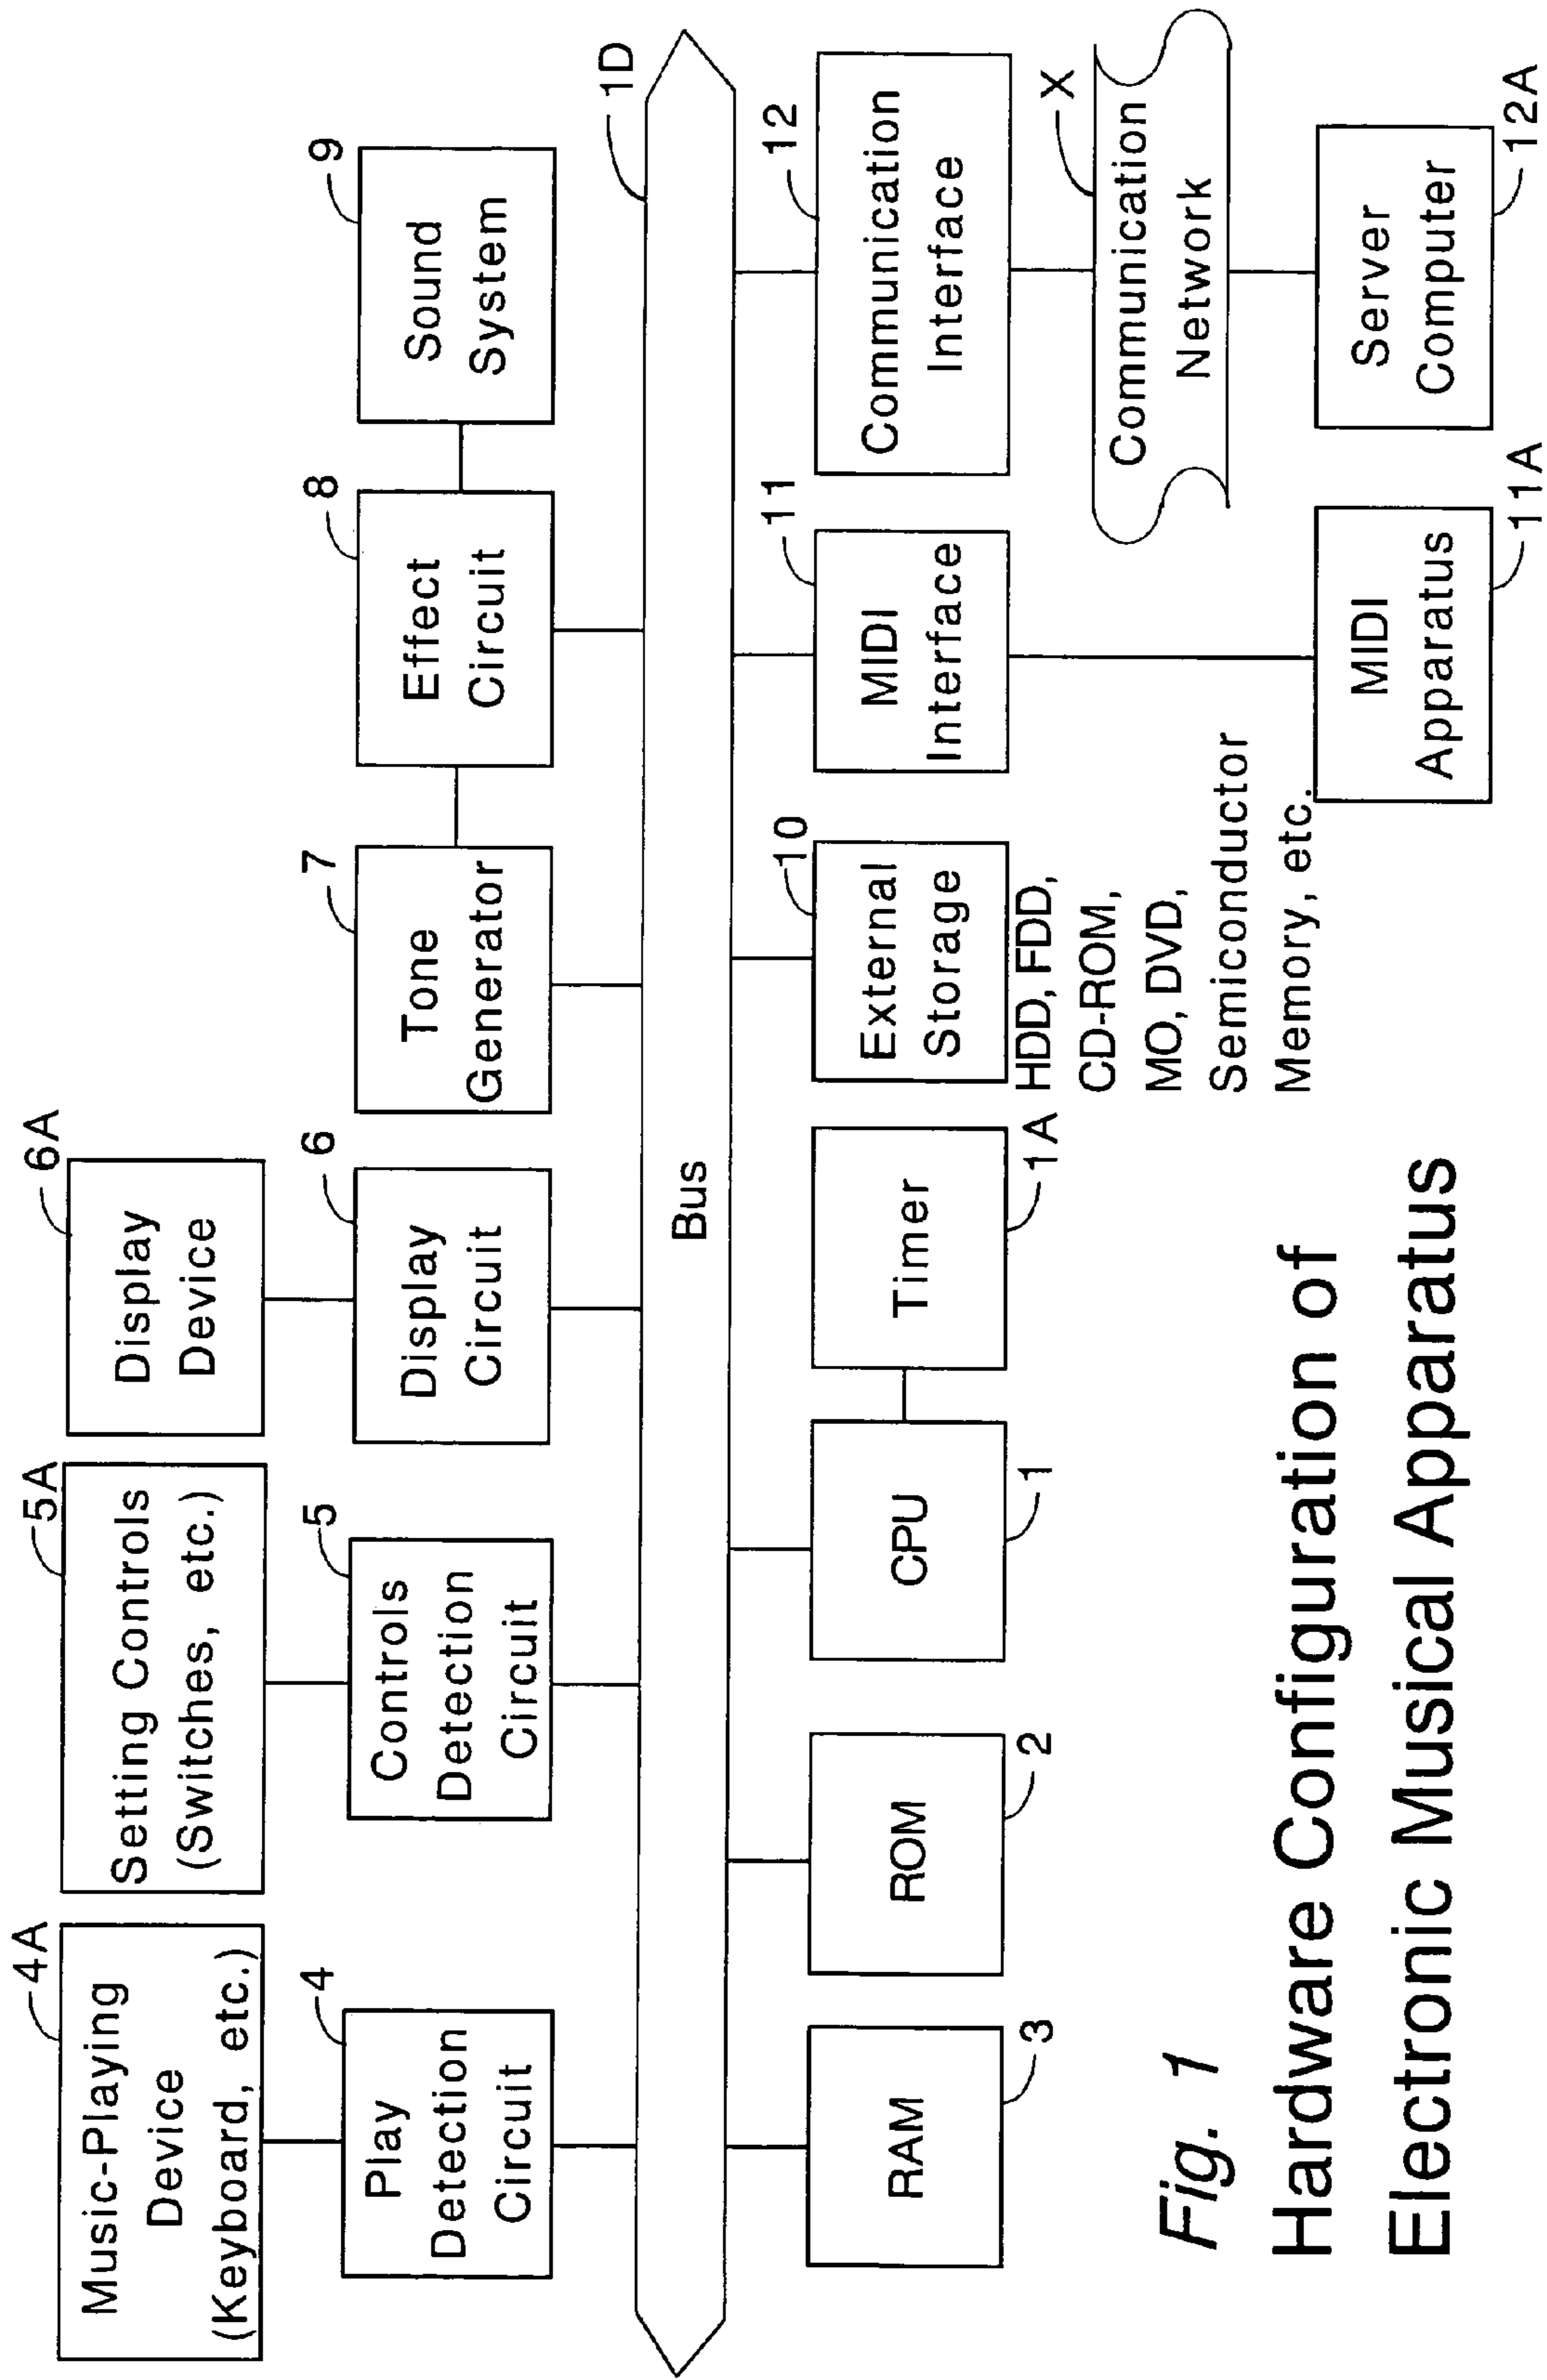 4A
Music-Playing
Device
(Keyboard, etc.)
5A
Setting Controls
(Switches, etc.)
6A
Display
Device
4
Play
Detection
Circuit
5
Controls
Detection
Circuit
6
Display
Circuit
7
Tone
Generator
8
Effect
Circuit
9
Sound
System
1D
Bus
RAM
3
ROM
2
CPU
1
Timer
1A
10
External
Storage
HDD, FDD,
CD-ROM,
MO, DVD,
Semiconductor
Memory, etc.
11
MIDI
Interface
12
Communication
Interface
X
Communication
Network
MIDI
Apparatus
11A
Server
Computer
12A
Fig. 1
Hardware Configuration of
Electronic Musical Apparatus